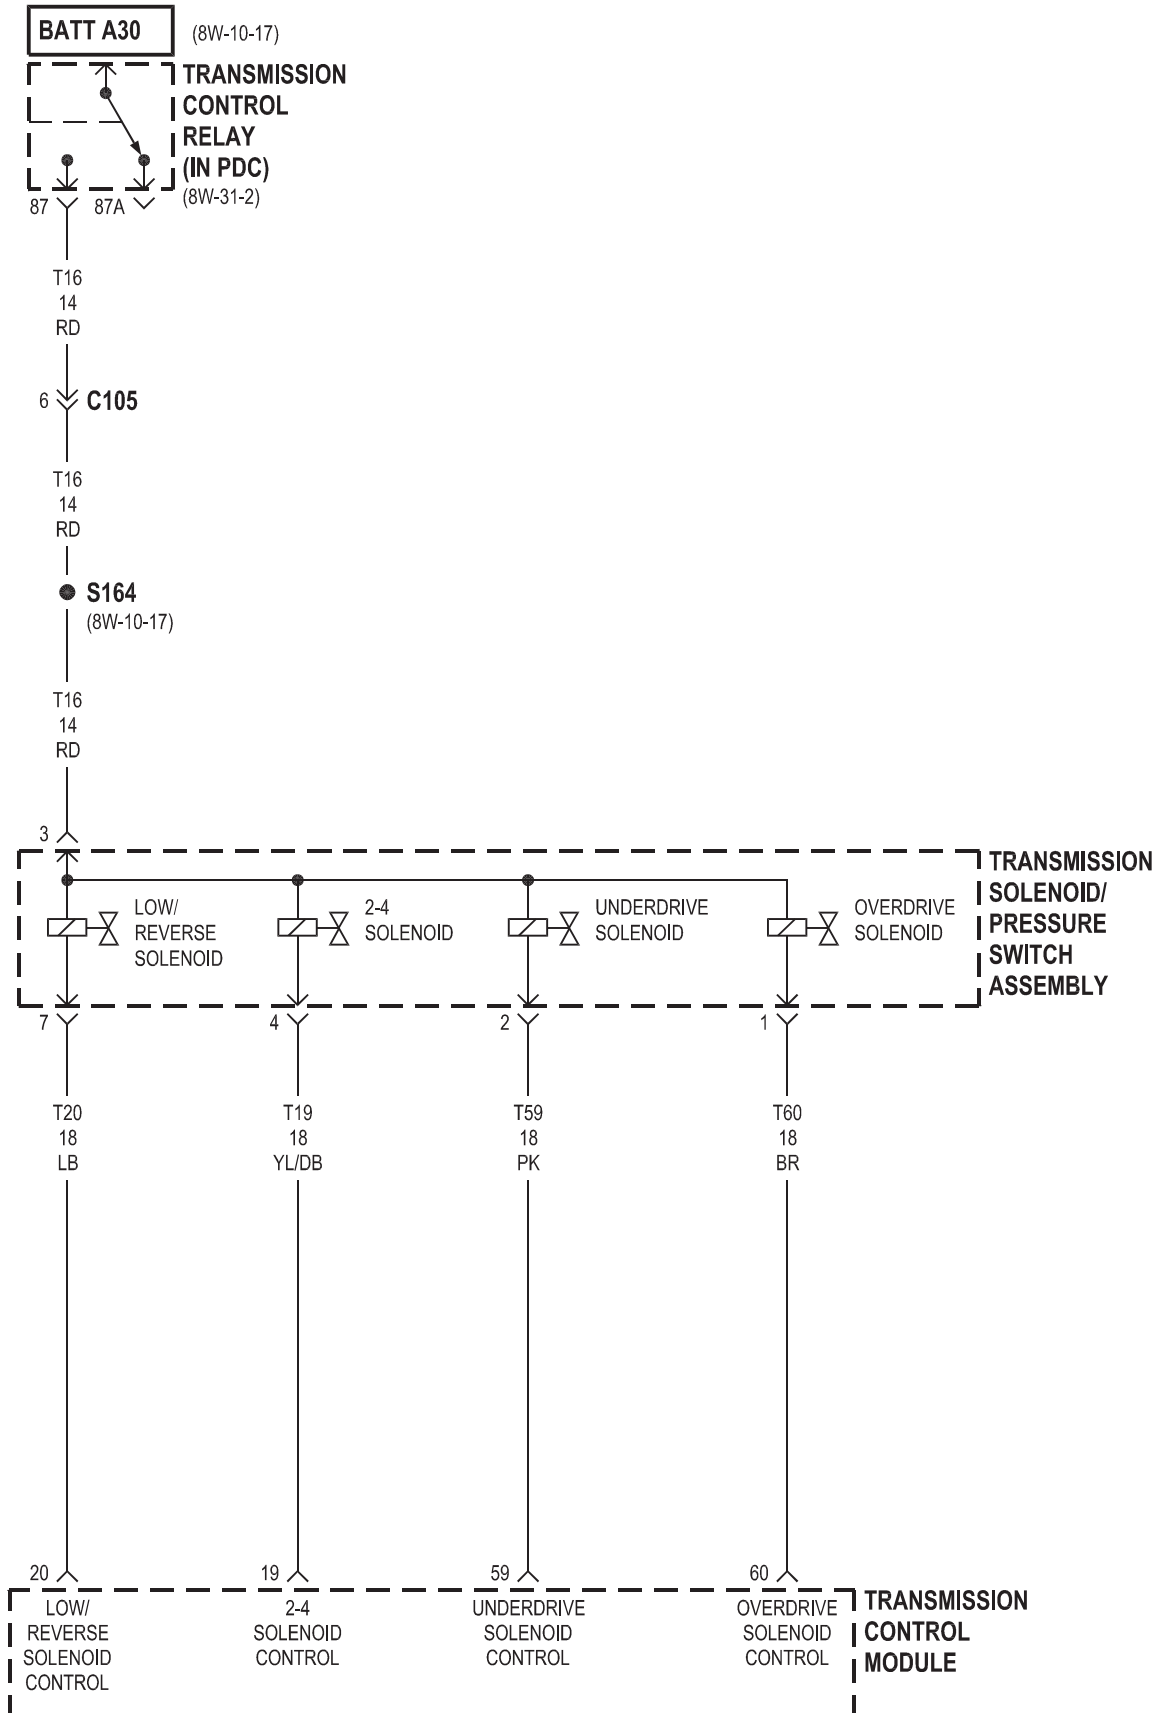 BATT A30
(8W-10-17)
TRANSMISSION
CONTROL
RELAY
(IN PDC)
(8W-31-2)
87
87A
T16
14
RD
6
C105
T16
14
RD
S164
(8W-10-17)
T16
14
RD
3
TRANSMISSION
SOLENOID/
PRESSURE
SWITCH
ASSEMBLY
LOW/
REVERSE
SOLENOID
2-4
SOLENOID
UNDERDRIVE
SOLENOID
OVERDRIVE
SOLENOID
7
4
2
1
T20
18
LB
T19
18
YL/DB
T59
18
PK
T60
18
BR
20
19
59
60
LOW/
REVERSE
SOLENOID
CONTROL
2-4
SOLENOID
CONTROL
UNDERDRIVE
SOLENOID
CONTROL
OVERDRIVE
SOLENOID
CONTROL
TRANSMISSION
CONTROL
MODULE